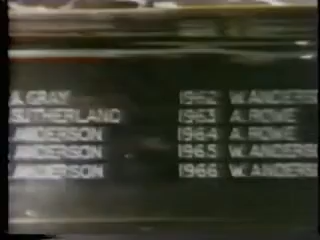 A. GRAY 1962 W. ANDERS
SUTHERLAND 1963 A. ROWE
ANDERSON 1964 A. ROWE
ANDERSON 1965 W. ANDERS
ANDERSON 1966 W. ANDERS